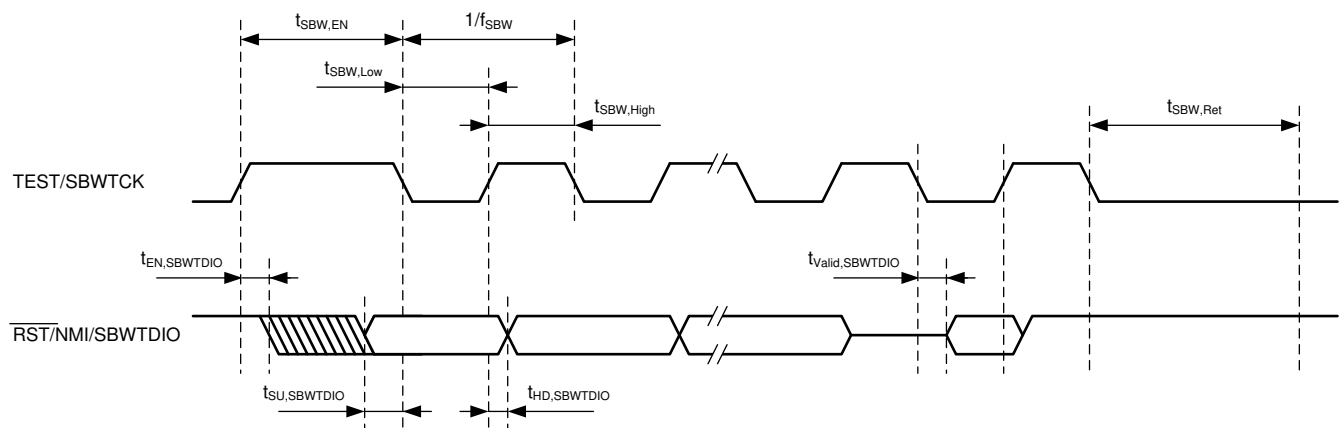 tSBW,EN
1/fSBW
tSBW,Low
tSBW,High
tSBW,Ret
TEST/SBWTCK
tEN,SBWTDIO
tValid,SBWTDIO
RST/NMI/SBWTDIO
tSU,SBWTDIO
tHD,SBWTDIO